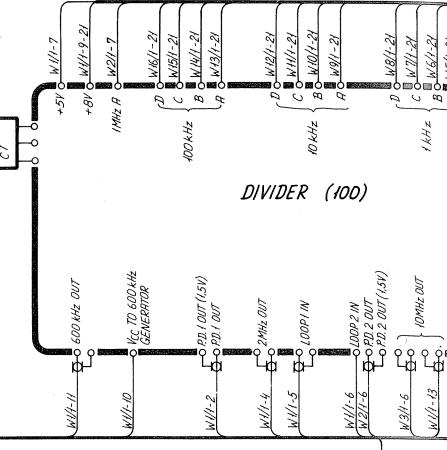 W1/1-7
W1/1-9-21
W2/1-7
W16/1-21
W15/1-21
W14/1-21
W13/1-21
W12/1-21
W11/1-21
W10/1-21
W9/1-21
W8/1-21
W7/1-21
W6/1-21
+5V
+8V
1MHz A
D
C
B
A
D
C
B
A
D
C
B
100 kHz
10 kHz
1 kHz
DIVIDER (100)
600 kHz OUT
VCC TO 600 kHz
GENERATOR
P.D. 1 OUT (1.5V)
P.D. 1 OUT
2MHz OUT
LOOP 1 IN
LOOP 2 IN
P.D. 2 OUT
P.D. 2 OUT (1.5V)
10MHz OUT
W1/1-11
W1/1-10
W1/1-2
W1/1-4
W1/1-5
W1/1-6
W2/1-6
W3/1-6
W1/1-13